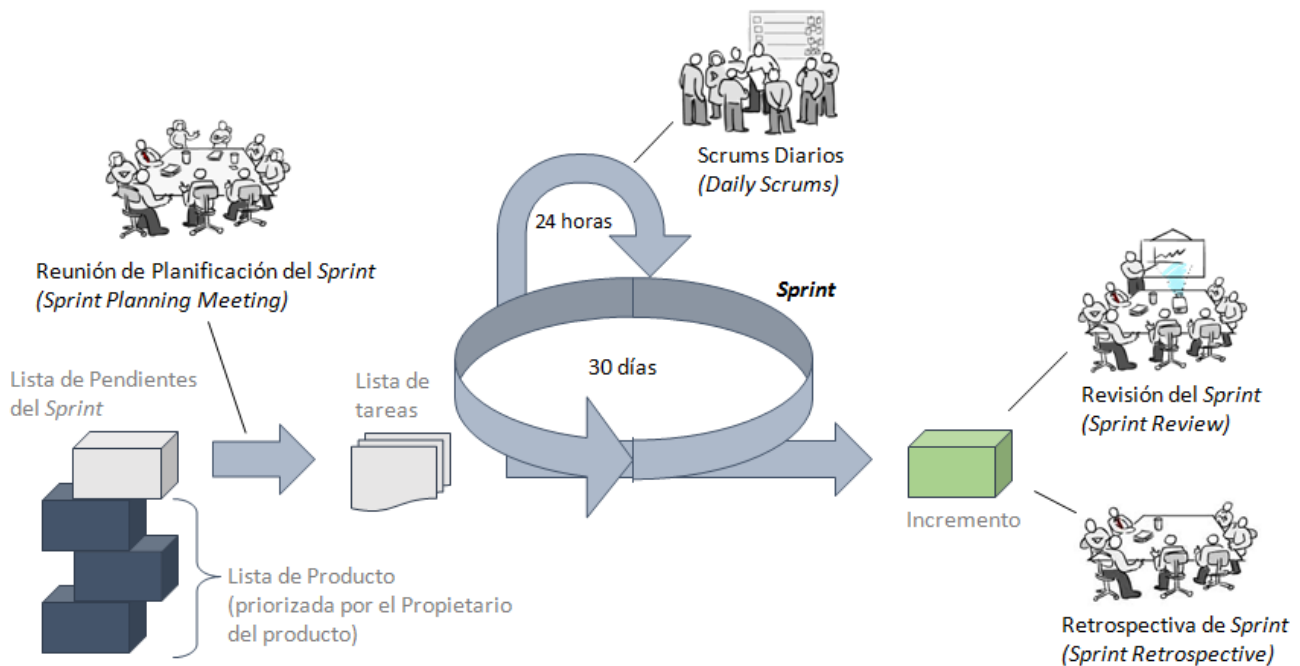 Scrums Diarios
(Daily Scrums)
24 horas
Reunión de Planificación del Sprint
(Sprint Planning Meeting)
Sprint
30 días
Lista de Pendientes
del Sprint
Lista de
tareas
Revisión del Sprint
(Sprint Review)
Incremento
Lista de Producto
(priorizada por el Propietario
del producto)
Retrospectiva de Sprint
(Sprint Retrospective)